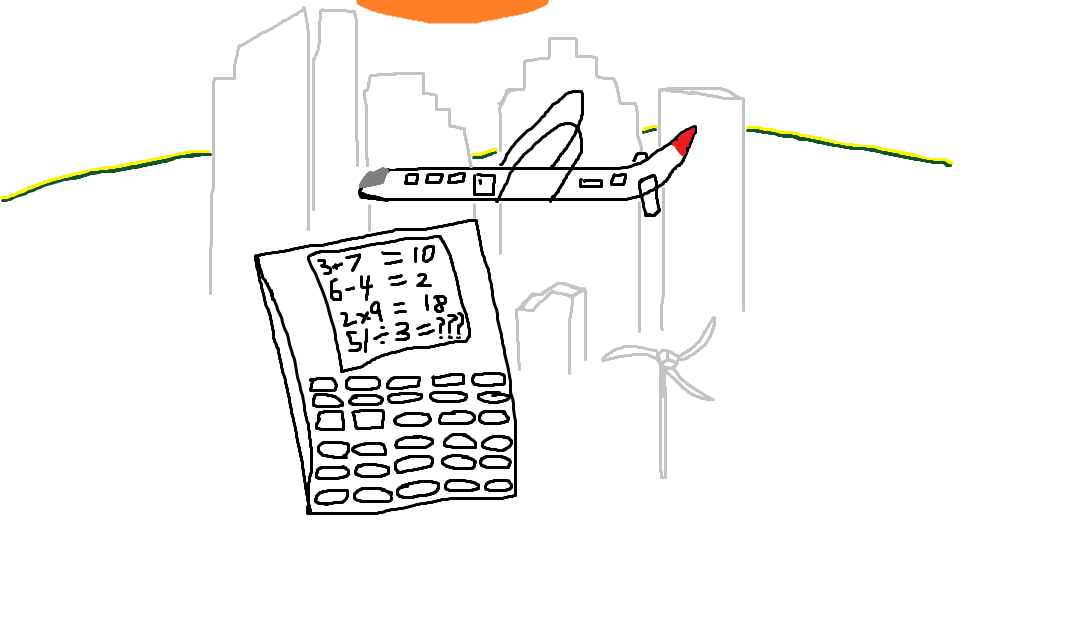 3+7 = 10
6-4 = 2
2x9 = 18
51÷3 =???